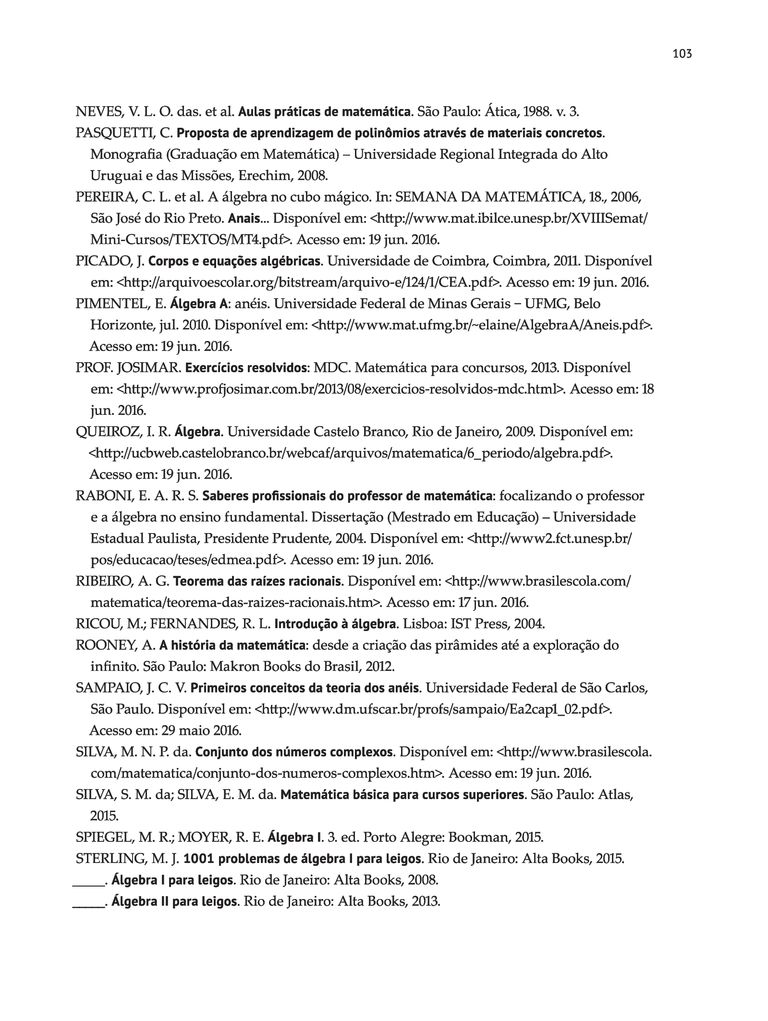 103
NEVES, V. L. O. das. et al. Aulas práticas de matemática. São Paulo: Ática, 1988. v. 3.
PASQUETTI, C. Proposta de aprendizagem de polinômios através de materiais concretos.
Monografia (Graduação em Matemática) – Universidade Regional Integrada do Alto
Uruguai e das Missões, Erechim, 2008.
PEREIRA, C. L. et al. A álgebra no cubo mágico. In: SEMANA DA MATEMÁTICA, 18., 2006,
São José do Rio Preto. Anais... Disponível em: <http://www.mat.ibilce.unesp.br/XVIIISemat/
Mini-Cursos/TEXTOS/MT4.pdf>. Acesso em: 19 jun. 2016.
PICADO, J. Corpos e equações algébricas. Universidade de Coimbra, Coimbra, 2011. Disponível
em: <http://arquivoescolar.org/bitstream/arquivo-e/124/1/CEA.pdf>. Acesso em: 19 jun. 2016.
PIMENTEL, E. Álgebra A: anéis. Universidade Federal de Minas Gerais – UFMG, Belo
Horizonte, jul. 2010. Disponível em: <http://www.mat.ufmg.br/~elaine/AlgebraA/Aneis.pdf>.
Acesso em: 19 jun. 2016.
PROF. JOSIMAR. Exercícios resolvidos: MDC. Matemática para concursos, 2013. Disponível
em: <http://www.profjosimar.com.br/2013/08/exercicios-resolvidos-mdc.html>. Acesso em: 18
jun. 2016.
QUEIROZ, I. R. Álgebra. Universidade Castelo Branco, Rio de Janeiro, 2009. Disponível em:
<http://ucbweb.castelobranco.br/webcaf/arquivos/matematica/6_periodo/algebra.pdf>.
Acesso em: 19 jun. 2016.
RABONI, E. A. R. S. Saberes profissionais do professor de matemática: focalizando o professor
e a álgebra no ensino fundamental. Dissertação (Mestrado em Educação) – Universidade
Estadual Paulista, Presidente Prudente, 2004. Disponível em: <http://www2.fct.unesp.br/
pos/educacao/teses/edmea.pdf>. Acesso em: 19 jun. 2016.
RIBEIRO, A. G. Teorema das raízes racionais. Disponível em: <http://www.brasilescola.com/
matematica/teorema-das-raizes-racionais.htm>. Acesso em: 17 jun. 2016.
RICOU, M.; FERNANDES, R. L. Introdução à álgebra. Lisboa: IST Press, 2004.
ROONEY, A. A história da matemática: desde a criação das pirâmides até a exploração do
infinito. São Paulo: Makron Books do Brasil, 2012.
SAMPAIO, J. C. V. Primeiros conceitos da teoria dos anéis. Universidade Federal de São Carlos,
São Paulo. Disponível em: <http://www.dm.ufscar.br/profs/sampaio/Ea2cap1_02.pdf>.
Acesso em: 29 maio 2016.
SILVA, M. N. P. da. Conjunto dos números complexos. Disponível em: <http://www.brasilescola.
com/matematica/conjunto-dos-numeros-complexos.htm>. Acesso em: 19 jun. 2016.
SILVA, S. M. da; SILVA, E. M. da. Matemática básica para cursos superiores. São Paulo: Atlas,
2015.
SPIEGEL, M. R.; MOYER, R. E. Álgebra I. 3. ed. Porto Alegre: Bookman, 2015.
STERLING, M. J. 1001 problemas de álgebra I para leigos. Rio de Janeiro: Alta Books, 2015.
_____. Álgebra I para leigos. Rio de Janeiro: Alta Books, 2008.
_____. Álgebra II para leigos. Rio de Janeiro: Alta Books, 2013.